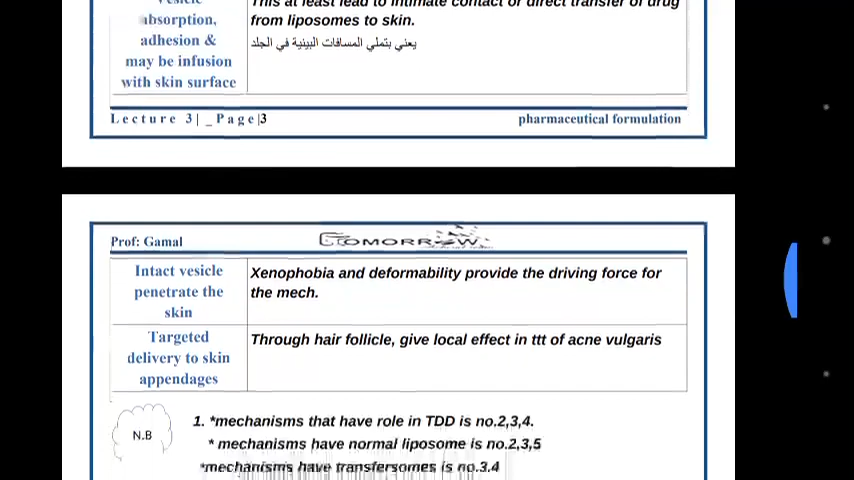 Vesicle
absorption,
adhesion &
may be infusion
with skin surface
This at least lead to intimate contact or direct transfer of drug
from liposomes to skin.
يعني بتملي المسافات البينية في الجلد
Lecture 3| _Page|3
pharmaceutical formulation
Prof: Gamal
TOMORROW
Intact vesicle
penetrate the
skin
Xenophobia and deformability provide the driving force for
the mech.
Targeted
delivery to skin
appendages
Through hair follicle, give local effect in ttt of acne vulgaris
N.B
1. *mechanisms that have role in TDD is no.2,3,4.
* mechanisms have normal liposome is no.2,3,5
*mechanisms have transfersomes is no.3.4